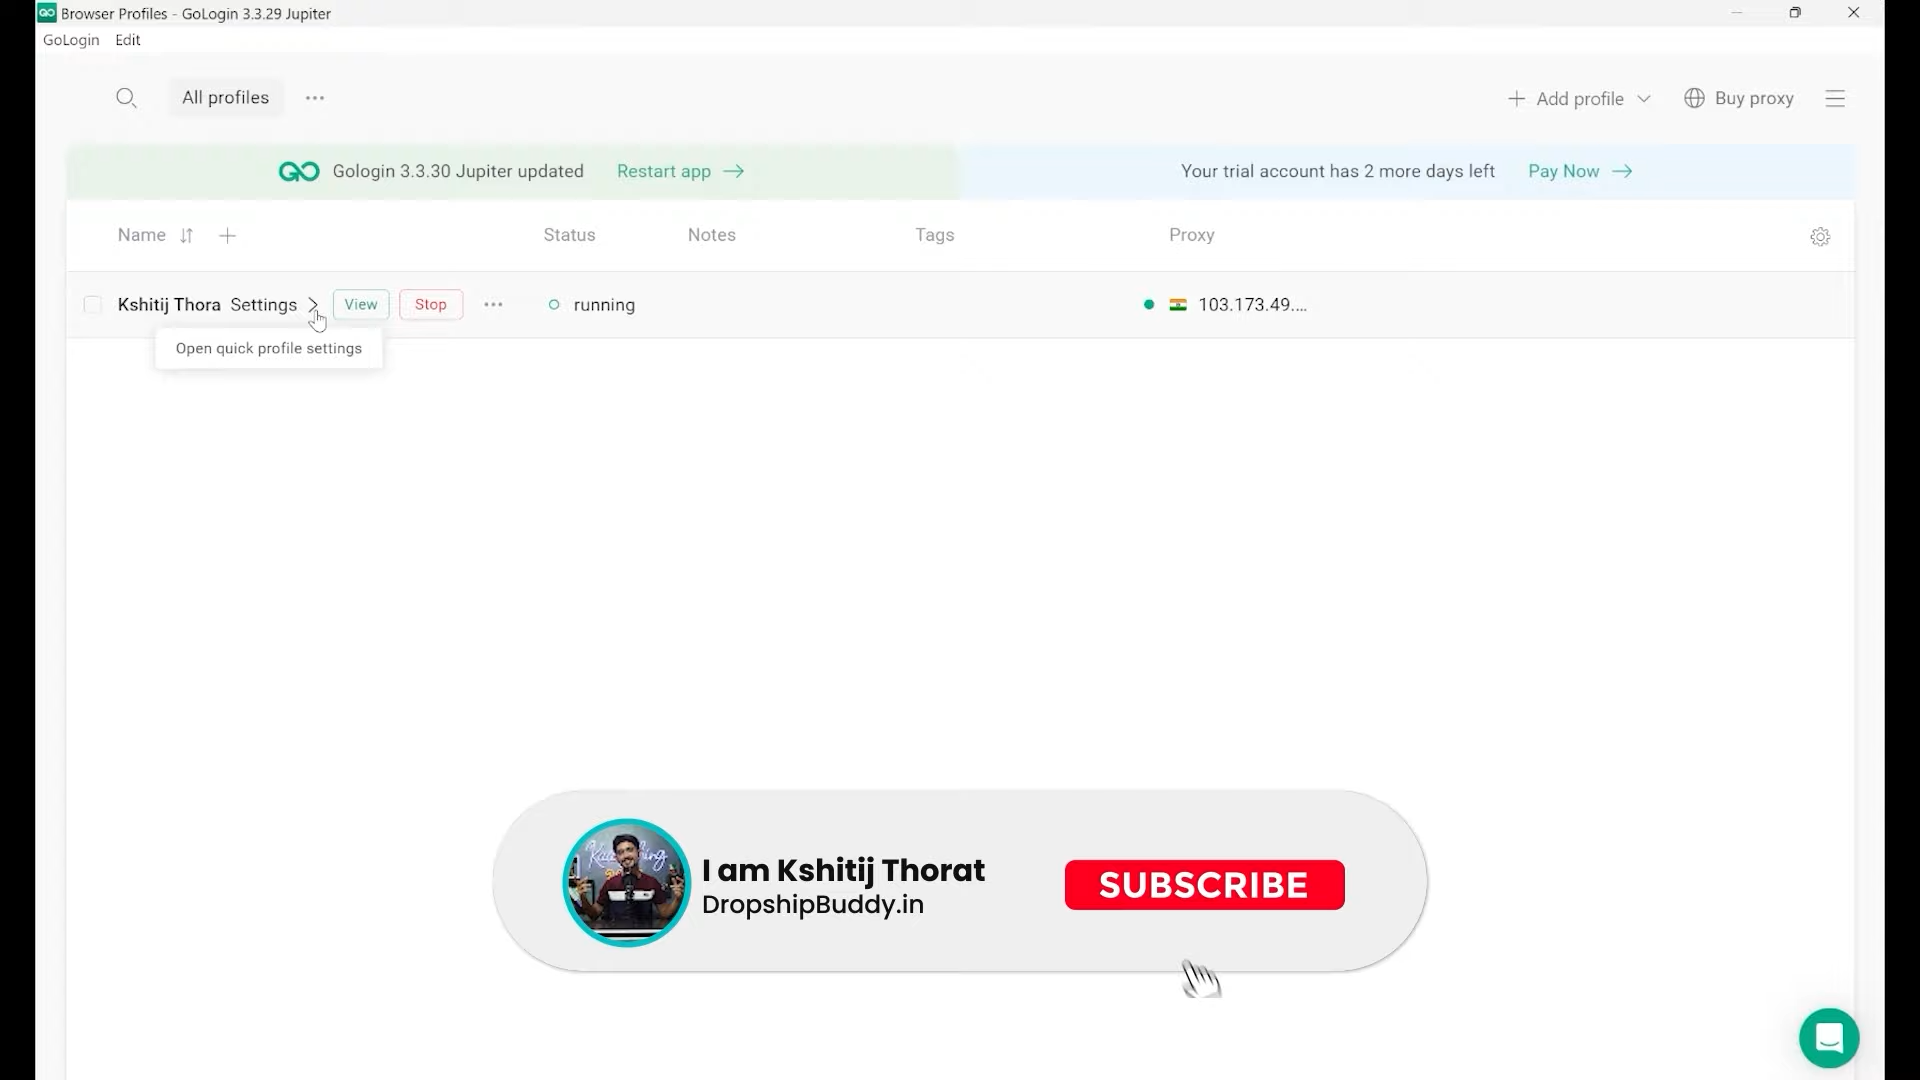 Browser Profiles - GoLogin 3.3.29 Jupiter
GoLogin Edit
All profiles
Add profile
Buy proxy
Gologin 3.3.30 Jupiter updated Restart app
Your trial account has 2 more days left Pay Now
Name Status Notes Tags Proxy
Kshitij Thora Settings View Stop running 103.173.49....
Open quick profile settings
I am Kshitij Thorat
DropshipBuddy.in
SUBSCRIBE